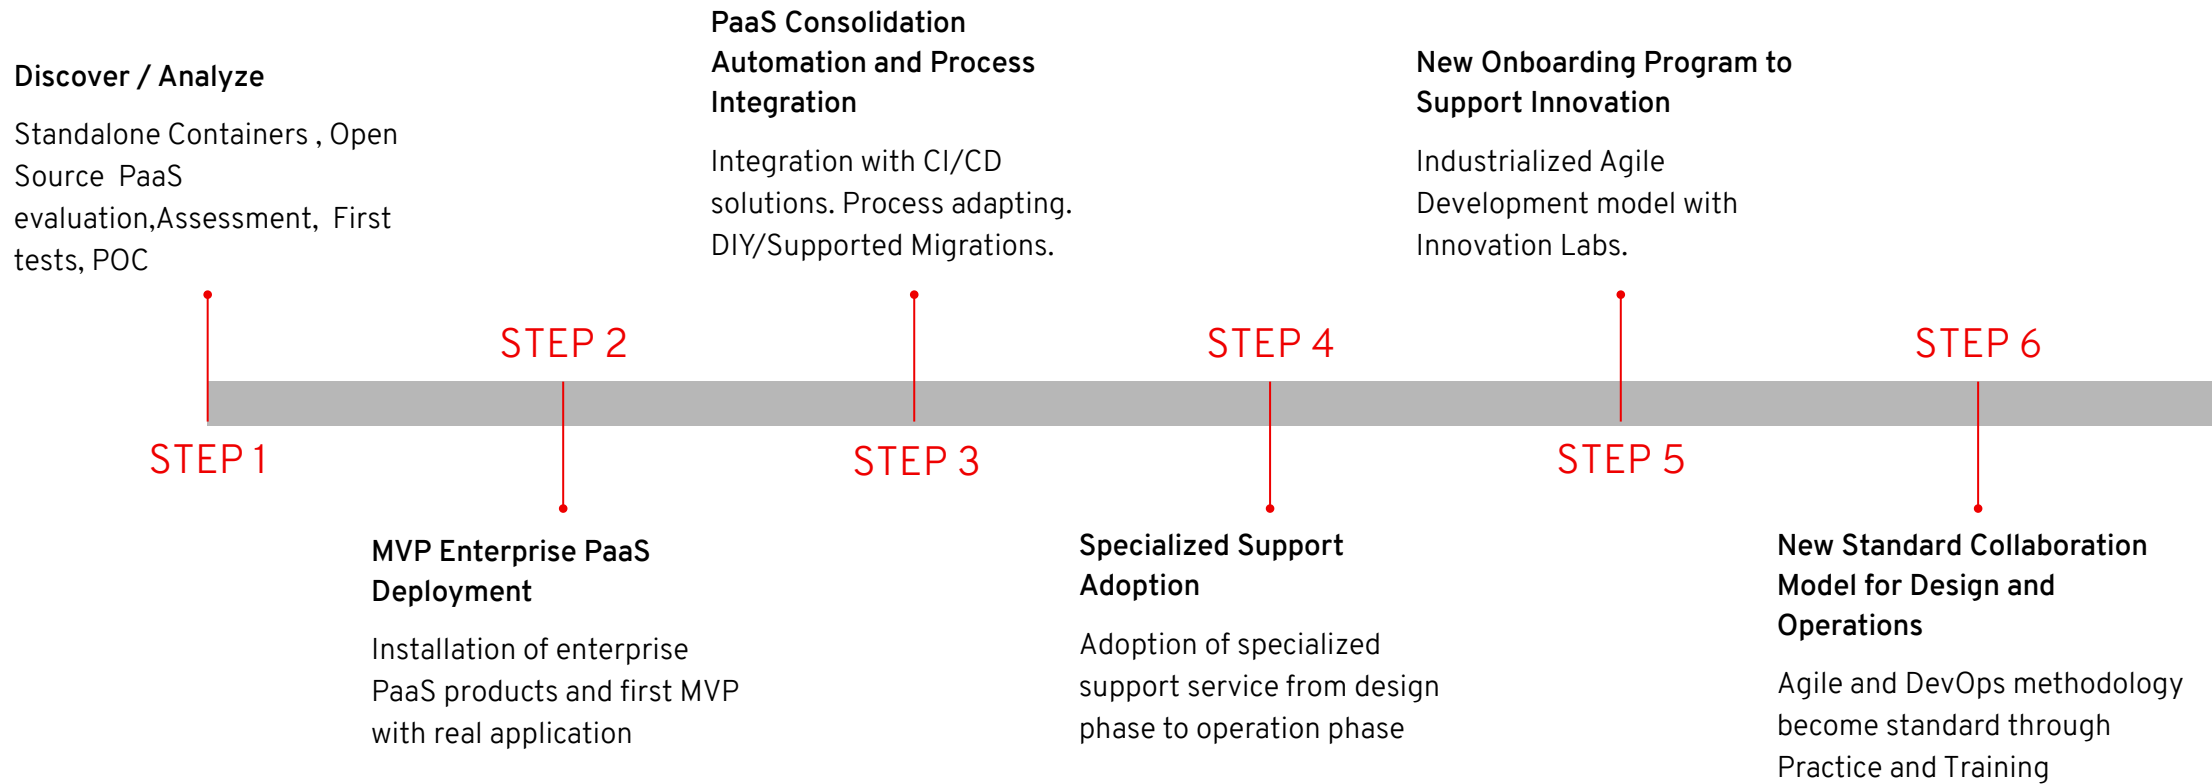 Discover / Analyze
Standalone Containers , Open
Source  PaaS
evaluation,Assessment,  First
tests, POC
STEP 1
STEP 2
MVP Enterprise PaaS
Deployment
Installation of enterprise
PaaS products and first MVP
with real application
PaaS Consolidation
Automation and Process
Integration
Integration with CI/CD
solutions. Process adapting.
DIY/Supported Migrations.
STEP 3
STEP 4
Specialized Support
Adoption
Adoption of specialized
support service from design
phase to operation phase
New Onboarding Program to
Support Innovation
Industrialized Agile
Development model with
Innovation Labs.
STEP 5
STEP 6
New Standard Collaboration
Model for Design and
Operations
Agile and DevOps methodology
become standard through
Practice and Training